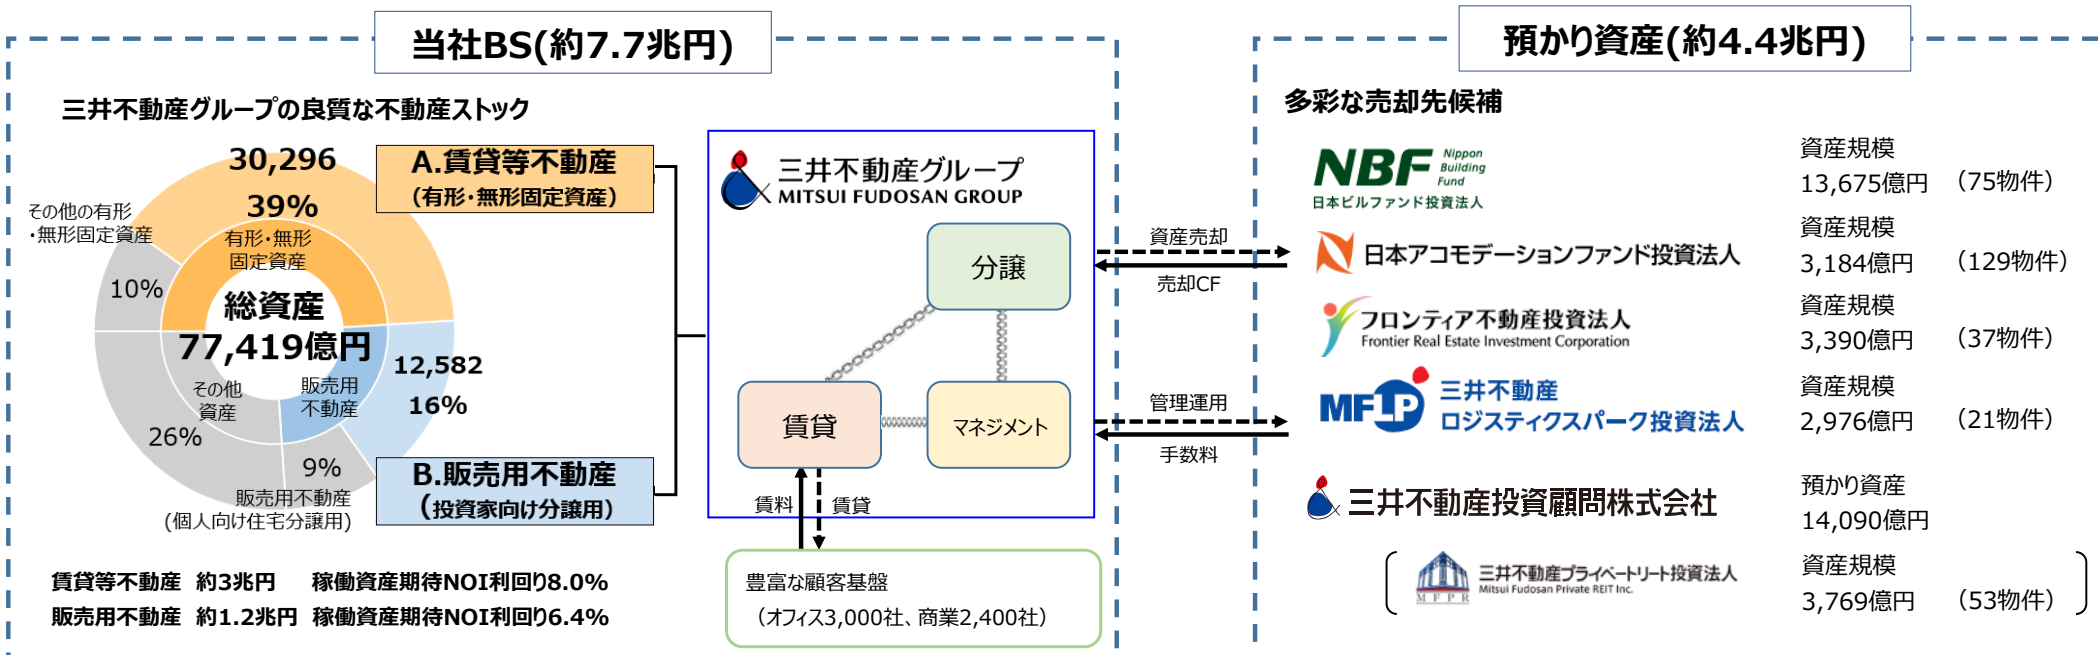 当社BS(約7.7兆円)
三井不動産グループの良質な不動産ストック
30,296
39%
A.賃貸等不動産
(有形・無形固定資産)
その他の有形
・無形固定資産
有形・無形
固定資産
10%
総資産
77,419億円
その他
資産
販売用
不動産
12,582
16%
26%
9%
販売用不動産
(個人向け住宅分譲用)
B.販売用不動産
(投資家向け分譲用)
賃貸等不動産 約3兆円 稼働資産期待NOI利回り8.0%
販売用不動産 約1.2兆円 稼働資産期待NOI利回り6.4%
三井不動産グループ
MITSUI FUDOSAN GROUP
分譲
賃貸
マネジメント
賃料
賃貸
豊富な顧客基盤
（オフィス3,000社、商業2,400社）
資産売却
売却CF
管理運用
手数料
預かり資産(約4.4兆円)
多彩な売却先候補
NBF Nippon
Building
Fund
日本ビルファンド投資法人
資産規模
13,675億円 （75物件）
日本アコモデーションファンド投資法人
資産規模
3,184億円 （129物件）
フロンティア不動産投資法人
Frontier Real Estate Investment Corporation
資産規模
3,390億円 （37物件）
MFLP
三井不動産
ロジスティクスパーク投資法人
資産規模
2,976億円 （21物件）
三井不動産投資顧問株式会社
預かり資産
14,090億円
MFPR
三井不動産プライベートリート投資法人
Mitsui Fudosan Private REIT Inc.
資産規模
3,769億円 （53物件）